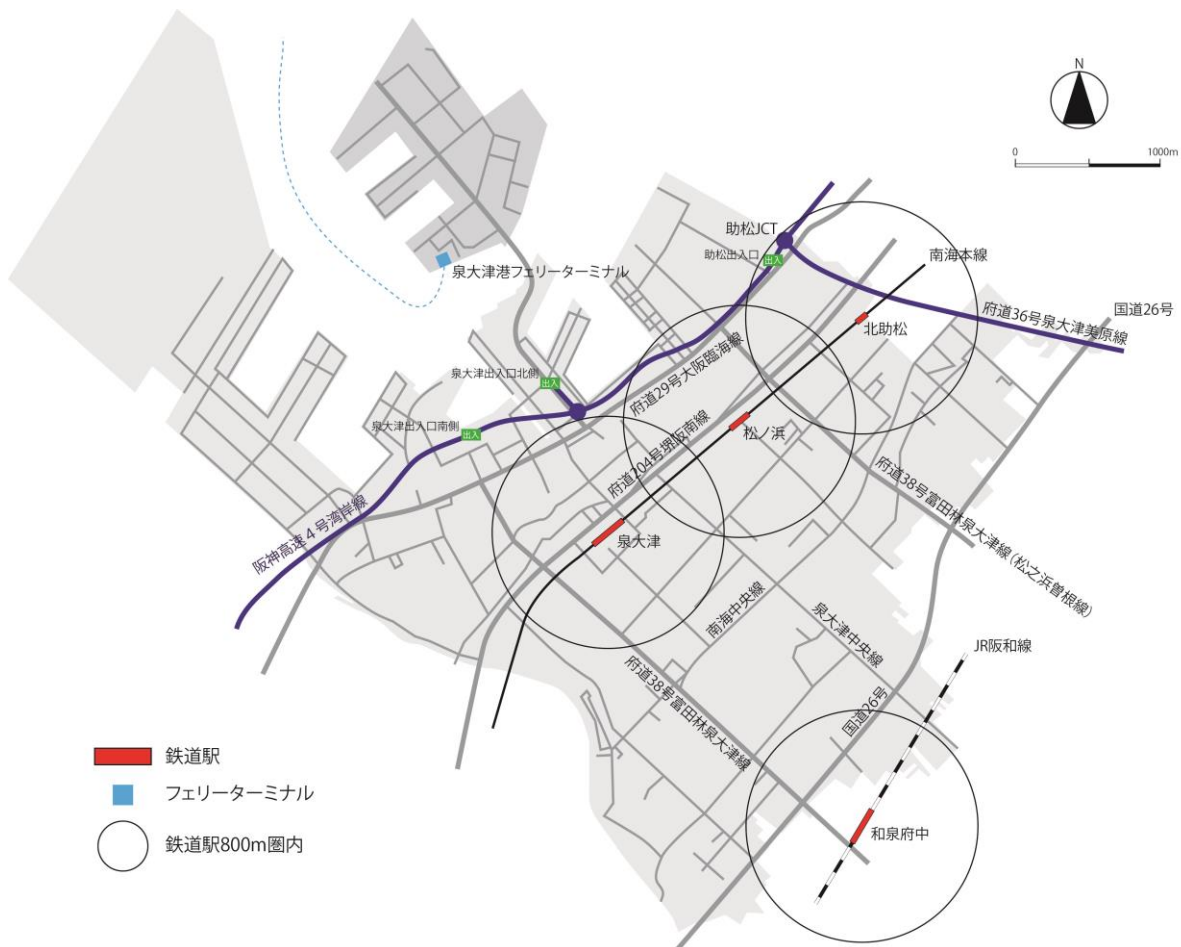 N
0
1000m
助松JCT
助松出入口
出入
南海本線
国道26号
府道36号泉大津美原線
北助松
泉大津港フェリーターミナル
泉大津出入口北側
出入
府道29号大阪臨海線
泉大津出入口南側
出入
松ノ浜
府道204号堺阪南線
府道38号富田林泉大津線(松之浜曽根線)
阪神高速4号湾岸線
泉大津
南海中央線
泉大津中央線
JR阪和線
府道38号富田林泉大津線
国道26号
和泉府中
鉄道駅
フェリーターミナル
鉄道駅800m圏内